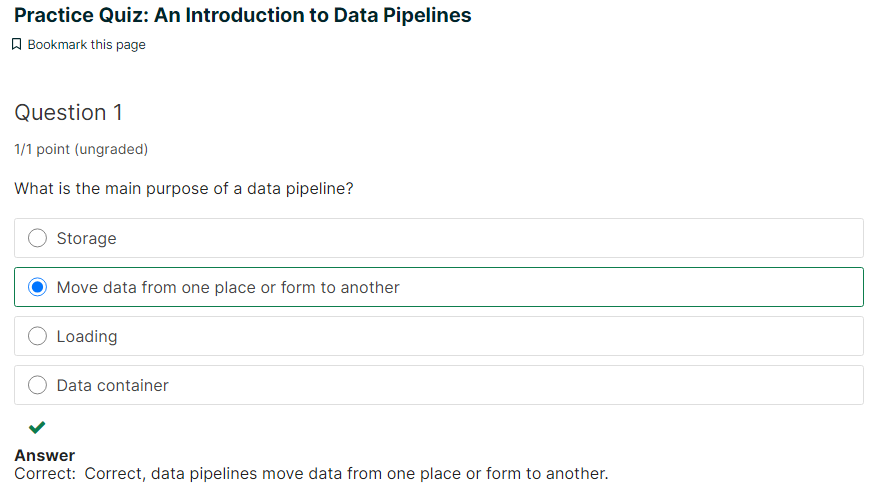 Practice Quiz: An Introduction to Data Pipelines
Bookmark this page
Question 1
1/1 point (ungraded)
What is the main purpose of a data pipeline?
Storage
Move data from one place or form to another
Loading
Data container
Answer
Correct: Correct, data pipelines move data from one place or form to another.